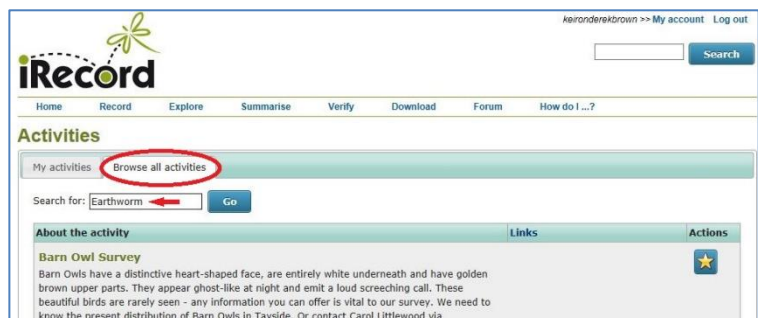 keironderekbrown >> My account Log out
iRecord
Search
Home Record Explore Summarise Verify Download Forum How do I ...?
Activities
My activities Browse all activities
Search for: Earthworm Go
About the activity Links Actions
Barn Owl Survey
Barn Owls have a distinctive heart-shaped face, are entirely white underneath and have golden
brown upper parts. They appear ghost-like at night and emit a loud screeching call. These
beautiful birds are rarely seen - any information you can offer is vital to our survey. We need to
know the present distribution of Barn Owls in Tayside. Or contact Carol Littlewood via